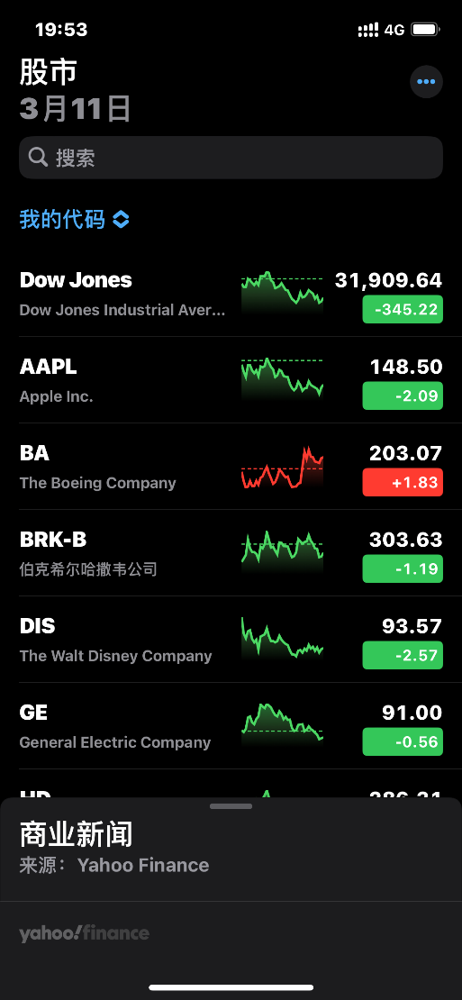 19:53
4G
股市
3月11日
搜索
我的代码
Dow Jones
31,909.64
Dow Jones Industrial Aver...
-345.22
AAPL
148.50
Apple Inc.
-2.09
BA
203.07
The Boeing Company
+1.83
BRK-B
303.63
伯克希尔哈撒韦公司
-1.19
DIS
93.57
The Walt Disney Company
-2.57
GE
91.00
General Electric Company
-0.56
HD
286.31
商业新闻
来源：Yahoo Finance
yahoo!finance